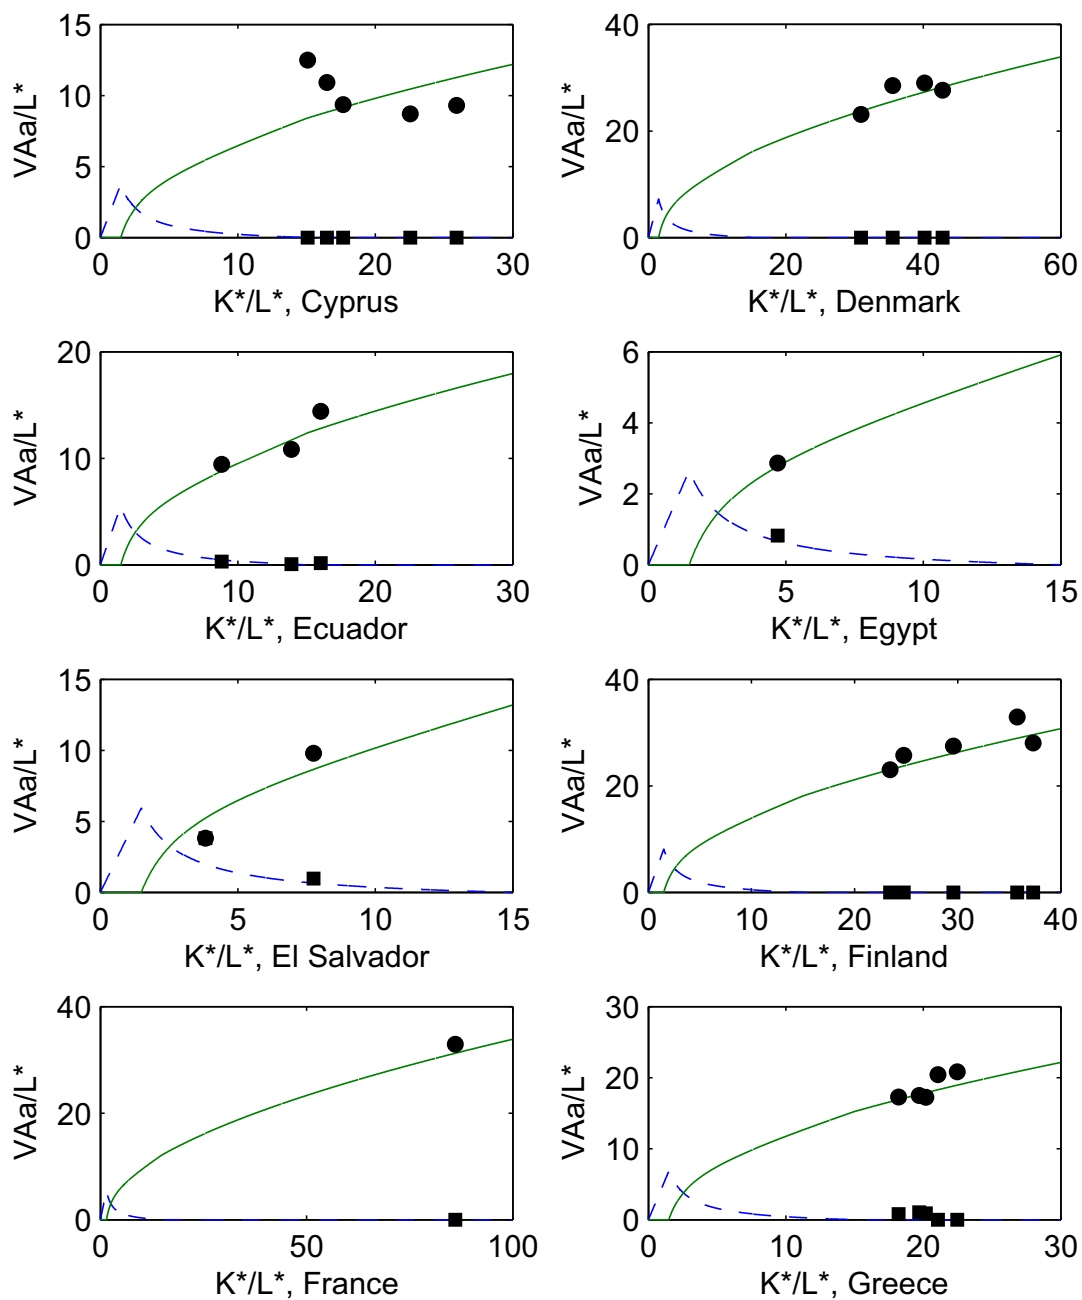 15
10
5
0
VAa/L*
0 10 20 30
K*/L*, Cyprus
40
20
0
VAa/L*
0 20 40 60
K*/L*, Denmark
20
10
0
VAa/L*
0 10 20 30
K*/L*, Ecuador
6
4
2
0
VAa/L*
0 5 10 15
K*/L*, Egypt
15
10
5
0
VAa/L*
0 5 10 15
K*/L*, El Salvador
40
20
0
VAa/L*
0 10 20 30 40
K*/L*, Finland
40
20
0
VAa/L*
0 50 100
K*/L*, France
30
20
10
0
VAa/L*
0 10 20 30
K*/L*, Greece